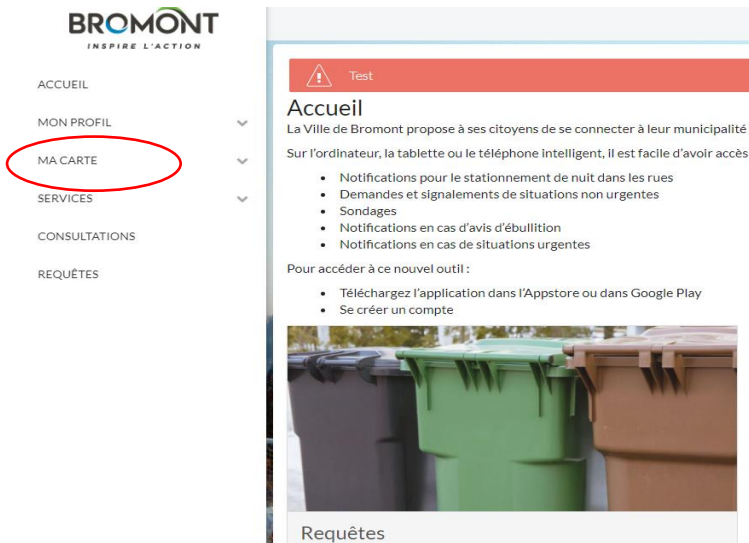 BROMONT
INSPIRE L'ACTION
ACCUEIL
MON PROFIL
MA CARTE
SERVICES
CONSULTATIONS
REQUÊTES
Test
Accueil
La Ville de Bromont propose à ses citoyens de se connecter à leur municipalité
Sur l'ordinateur, la tablette ou le téléphone intelligent, il est facile d'avoir accès
• Notifications pour le stationnement de nuit dans les rues
• Demandes et signalements de situations non urgentes
• Sondages
• Notifications en cas d'avis d'ébullition
• Notifications en cas de situations urgentes
Pour accéder à ce nouvel outil :
• Téléchargez l'application dans l'Appstore ou dans Google Play
• Se créer un compte
Requêtes